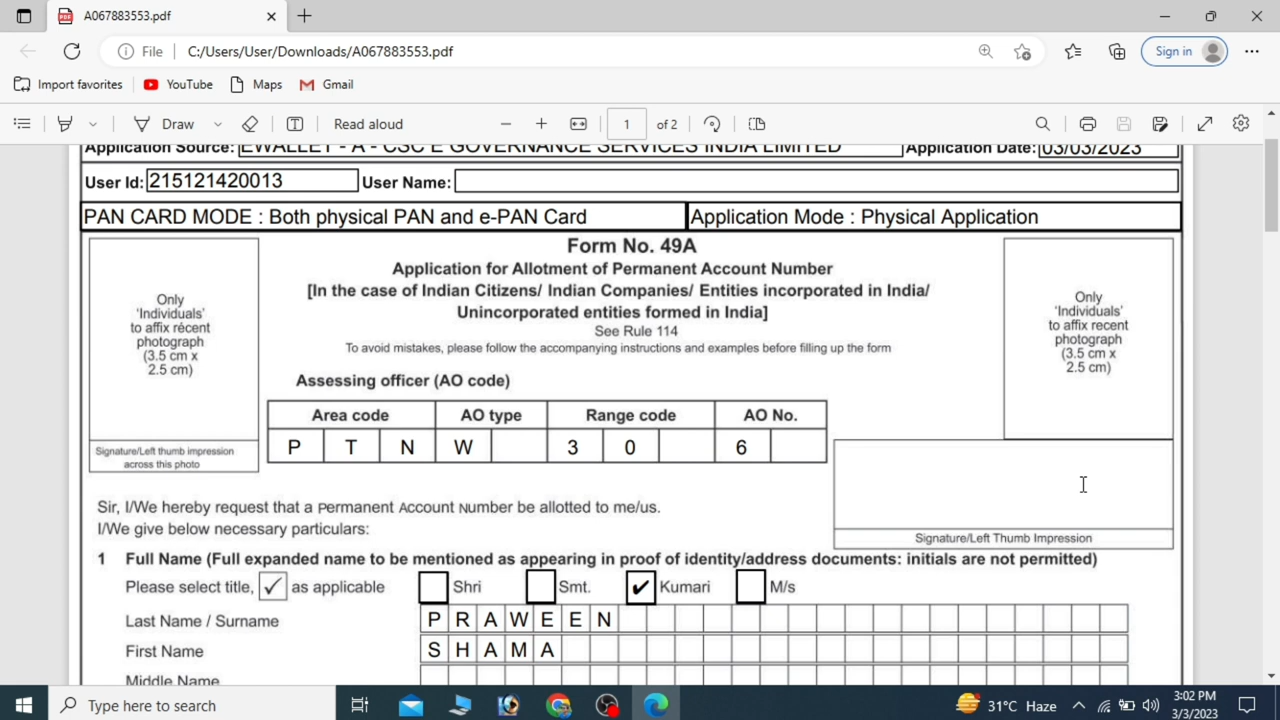 A067883553.pdf
File C:/Users/User/Downloads/A067883553.pdf
Sign in
Import favorites YouTube Maps Gmail
Draw Read aloud 1 of 2
Application Source: EWALLET - A - CSC E GOVERNANCE SERVICES INDIA LIMITED Application Date: 03/03/2023
User Id: 215121420013 User Name:
PAN CARD MODE : Both physical PAN and e-PAN Card Application Mode : Physical Application
Form No. 49A
Application for Allotment of Permanent Account Number
[In the case of Indian Citizens/ Indian Companies/ Entities incorporated in India/
Unincorporated entities formed in India]
See Rule 114
To avoid mistakes, please follow the accompanying instructions and examples before filling up the form
Only
'Individuals'
to affix récent
photograph
(3.5 cm x
2.5 cm)
Signature/Left thumb impression
across this photo
Only
'Individuals'
to affix recent
photograph
(3.5 cm x
2.5 cm)
Assessing officer (AO code)
Area code AO type Range code AO No.
P T N W 3 0 6
Signature/Left Thumb Impression
Sir, I/We hereby request that a Permanent Account Number be allotted to me/us.
I/We give below necessary particulars:
1 Full Name (Full expanded name to be mentioned as appearing in proof of identity/address documents: initials are not permitted)
Please select title, ✓ as applicable Shri Smt. ✔ Kumari M/s
Last Name / Surname P R A W E E N
First Name S H A M A
Middle Name
Type here to search
31°C Haze
3:02 PM
3/3/2023